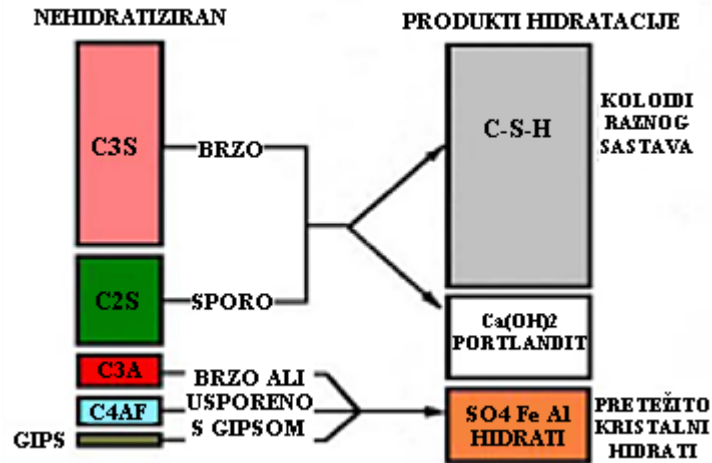 NEHIDRATIZIRAN
PRODUKTI HIDRATACIJE
C3S
BRZO
C-S-H
KOLOIDI
RAZNOG
SASTAVA
C2S
SPORO
Ca(OH)2
PORTLANDIT
C3A
BRZO ALI
C4AF
USPORENO
GIPS
S GIPSOM
SO4 Fe Al
HIDRATI
PRETEŽITO
KRISTALNI
HIDRATI